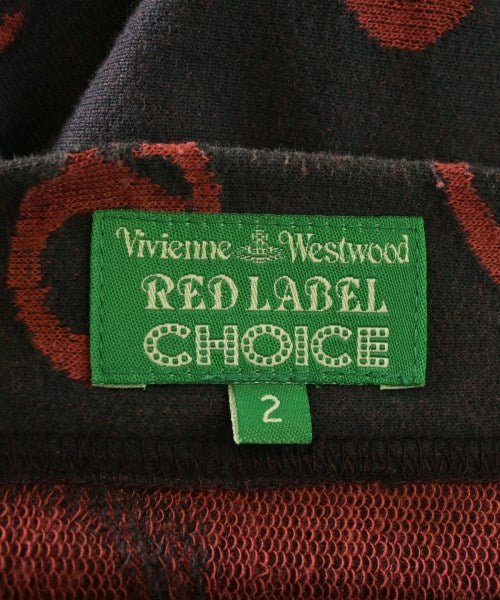 Vivienne Westwood
RED LABEL
CHOICE
2